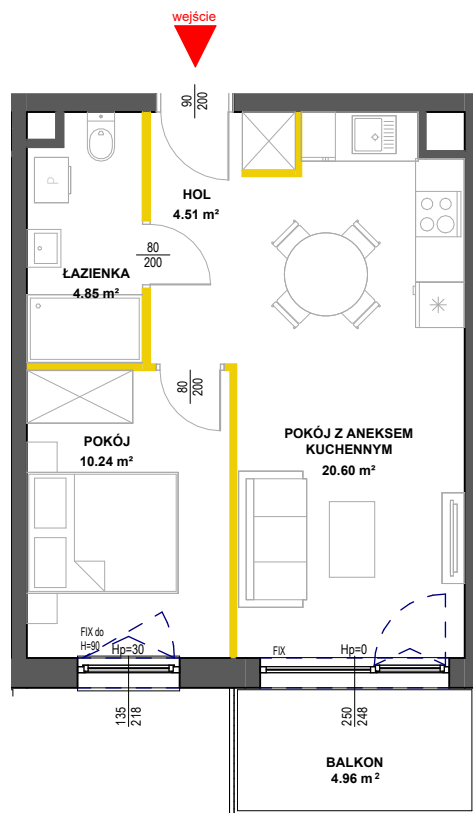 wejście
90
200
HOL
4.51 m²
80
200
ŁAZIENKA
4.85 m²
P
80
200
POKÓJ
10.24 m²
POKÓJ Z ANEKSEM
KUCHENNYM
20.60 m²
FIX do
H=90
Hp=30
FIX
Hp=0
135
218
250
248
BALKON
4.96 m²